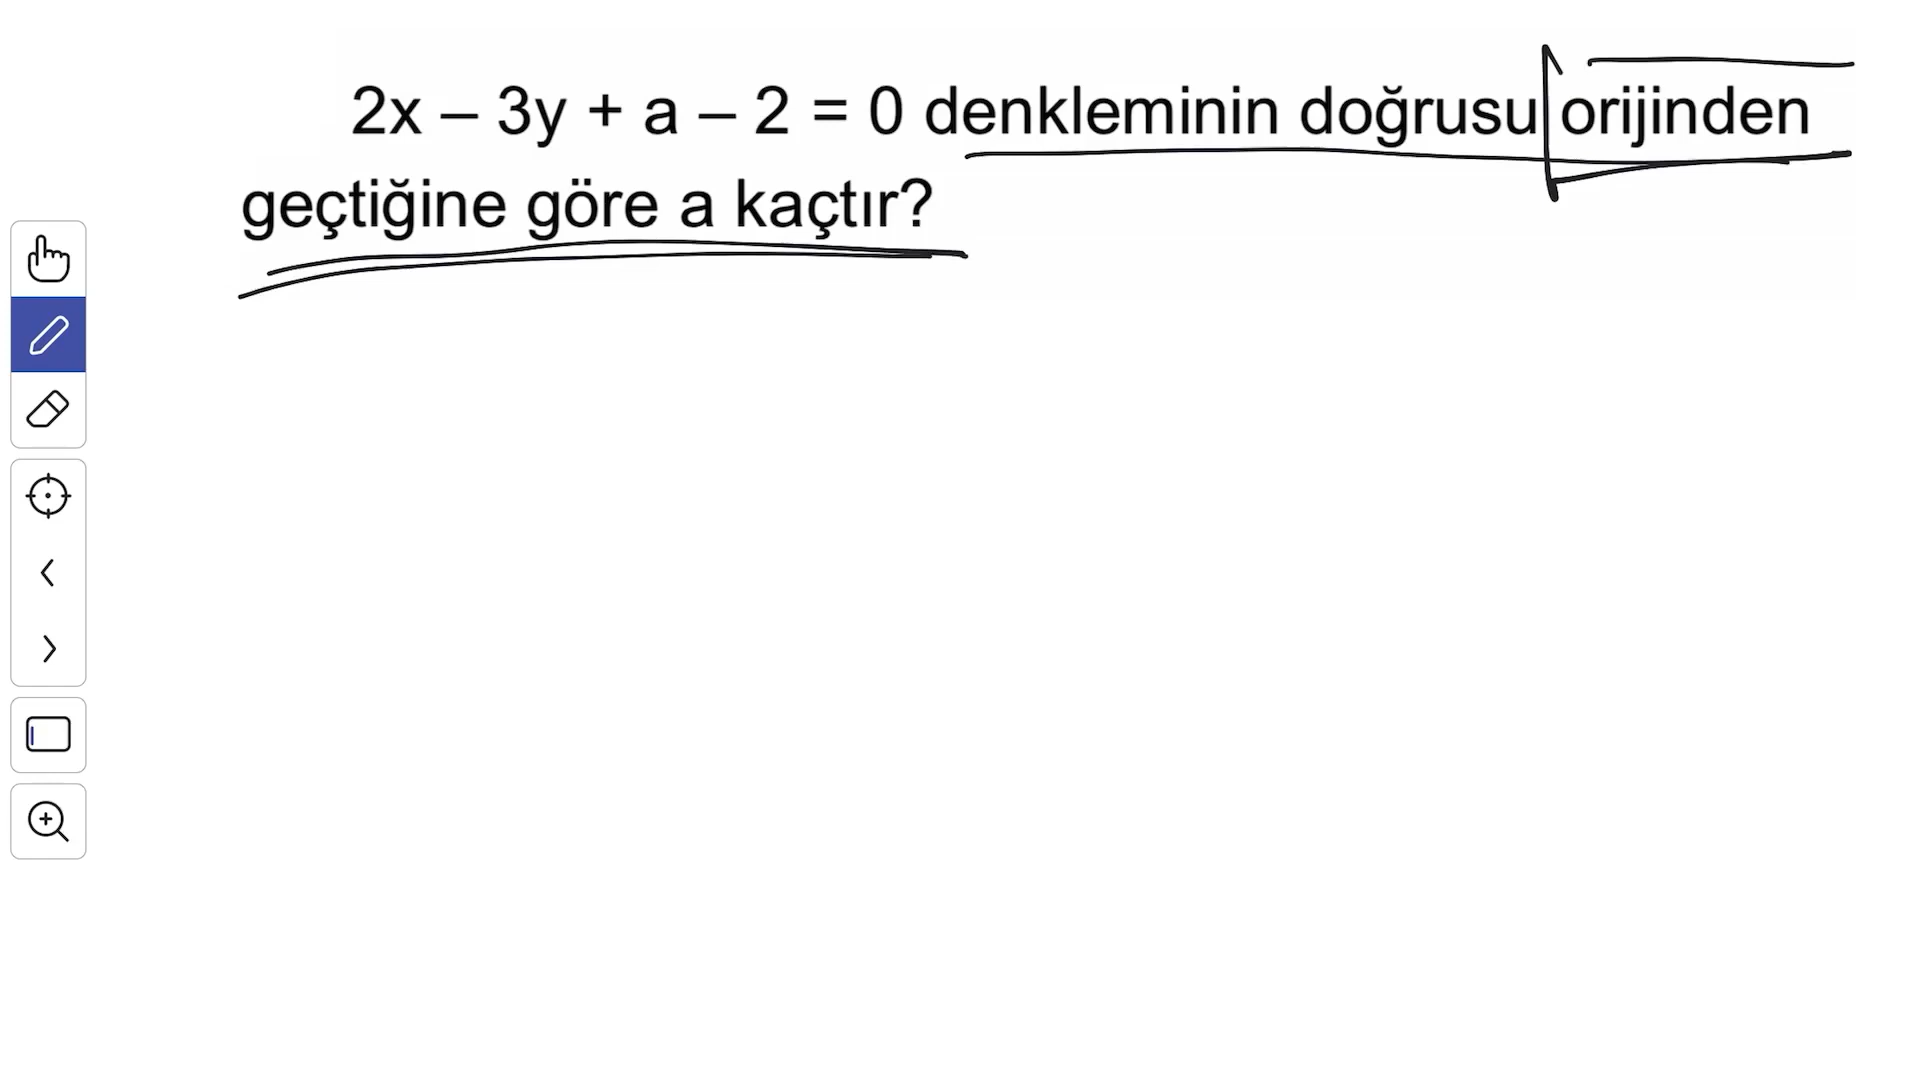 2x – 3y + a – 2 = 0 denkleminin doğrusu orijinden
geçtiğine göre a kaçtır?